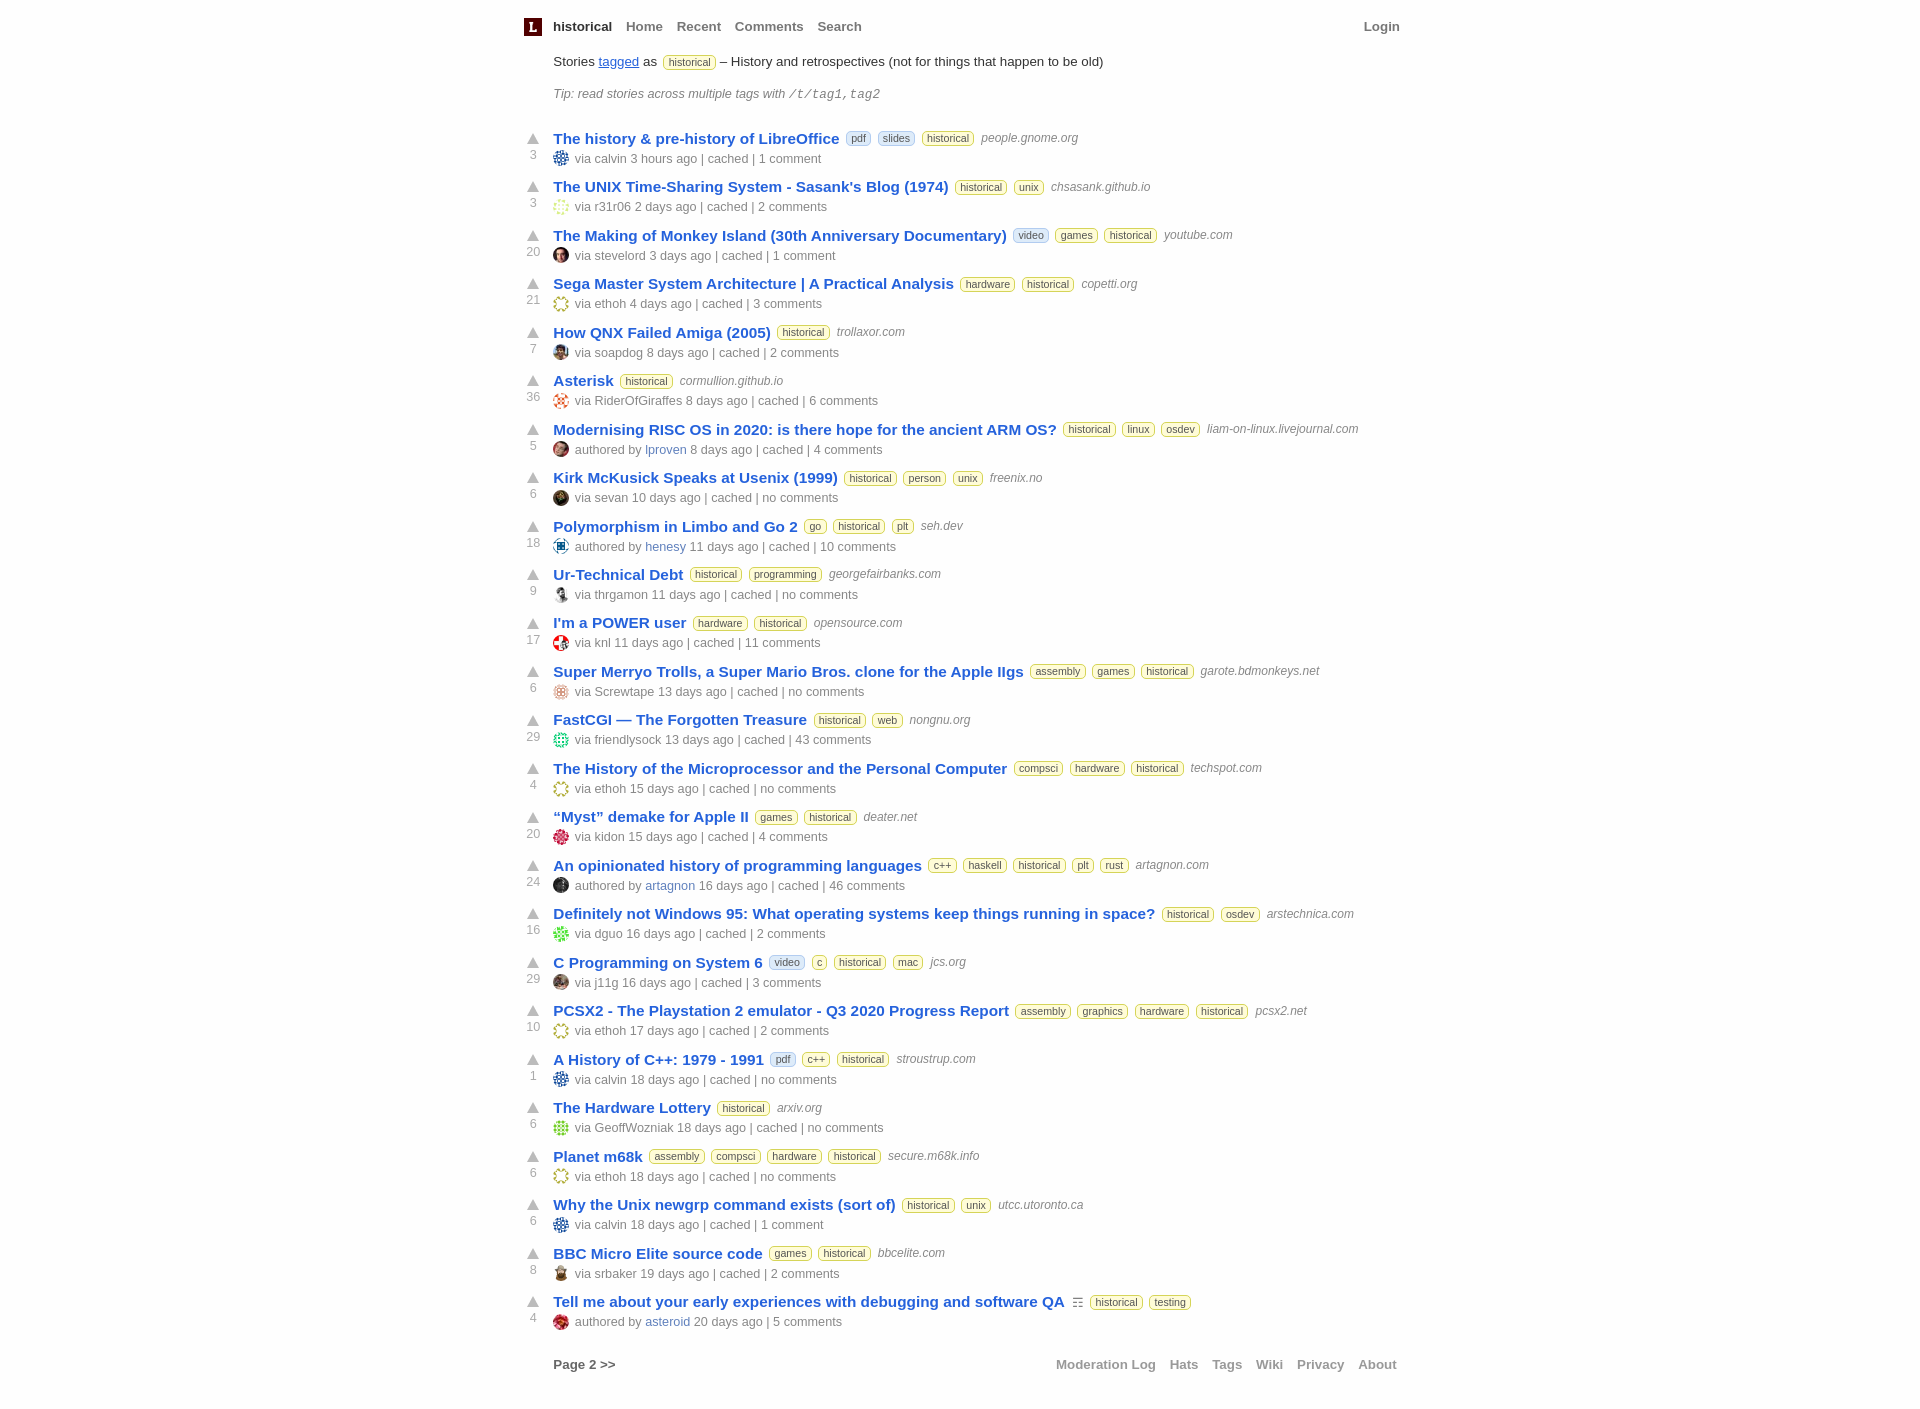 L historical Home Recent Comments Search Login
Stories tagged as historical – History and retrospectives (not for things that happen to be old)
Tip: read stories across multiple tags with /t/tag1,tag2
The history & pre-history of LibreOffice pdf slides historical people.gnome.org
3 via calvin 3 hours ago | cached | 1 comment
The UNIX Time-Sharing System - Sasank's Blog (1974) historical unix chsasank.github.io
3 via r31r06 2 days ago | cached | 2 comments
The Making of Monkey Island (30th Anniversary Documentary) video games historical youtube.com
20 via stevelord 3 days ago | cached | 1 comment
Sega Master System Architecture | A Practical Analysis hardware historical copetti.org
21 via ethoh 4 days ago | cached | 3 comments
How QNX Failed Amiga (2005) historical trollaxor.com
7 via soapdog 8 days ago | cached | 2 comments
Asterisk historical cormullion.github.io
36 via RiderOfGiraffes 8 days ago | cached | 6 comments
Modernising RISC OS in 2020: is there hope for the ancient ARM OS? historical linux osdev liam-on-linux.livejournal.com
5 authored by lproven 8 days ago | cached | 4 comments
Kirk McKusick Speaks at Usenix (1999) historical person unix freenix.no
6 via sevan 10 days ago | cached | no comments
Polymorphism in Limbo and Go 2 go historical plt seh.dev
18 authored by henesy 11 days ago | cached | 10 comments
Ur-Technical Debt historical programming georgefairbanks.com
9 via thrgamon 11 days ago | cached | no comments
I'm a POWER user hardware historical opensource.com
17 via knl 11 days ago | cached | 11 comments
Super Merryo Trolls, a Super Mario Bros. clone for the Apple IIgs assembly games historical garote.bdmonkeys.net
6 via Screwtape 13 days ago | cached | no comments
FastCGI — The Forgotten Treasure historical web nongnu.org
29 via friendlysock 13 days ago | cached | 43 comments
The History of the Microprocessor and the Personal Computer compsci hardware historical techspot.com
4 via ethoh 15 days ago | cached | no comments
“Myst” demake for Apple II games historical deater.net
20 via kidon 15 days ago | cached | 4 comments
An opinionated history of programming languages c++ haskell historical plt rust artagnon.com
24 authored by artagnon 16 days ago | cached | 46 comments
Definitely not Windows 95: What operating systems keep things running in space? historical osdev arstechnica.com
16 via dguo 16 days ago | cached | 2 comments
C Programming on System 6 video c historical mac jcs.org
29 via j11g 16 days ago | cached | 3 comments
PCSX2 - The Playstation 2 emulator - Q3 2020 Progress Report assembly graphics hardware historical pcsx2.net
10 via ethoh 17 days ago | cached | 2 comments
A History of C++: 1979 - 1991 pdf c++ historical stroustrup.com
1 via calvin 18 days ago | cached | no comments
The Hardware Lottery historical arxiv.org
6 via GeoffWozniak 18 days ago | cached | no comments
Planet m68k assembly compsci hardware historical secure.m68k.info
6 via ethoh 18 days ago | cached | no comments
Why the Unix newgrp command exists (sort of) historical unix utcc.utoronto.ca
6 via calvin 18 days ago | cached | 1 comment
BBC Micro Elite source code games historical bbcelite.com
8 via srbaker 19 days ago | cached | 2 comments
Tell me about your early experiences with debugging and software QA ☶ historical testing
4 authored by asteroid 20 days ago | 5 comments
Page 2 >> Moderation Log Hats Tags Wiki Privacy About